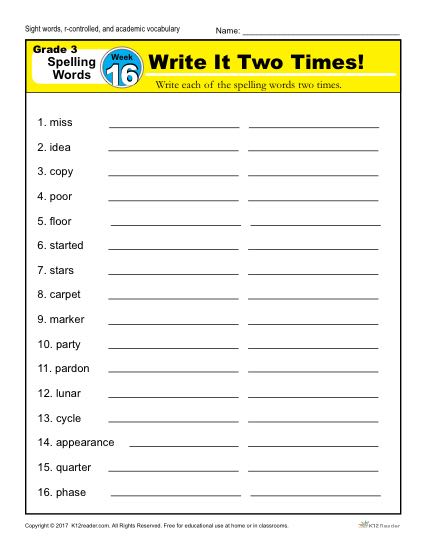 Sight words, r-controlled, and academic vocabulary
Name:
Grade 3
Spelling
Words
Week
16
Write It Two Times!
Write each of the spelling words two times.
1. miss
2. idea
3. copy
4. poor
5. floor
6. started
7. stars
8. carpet
9. marker
10. party
11. pardon
12. lunar
13. cycle
14. appearance
15. quarter
16. phase
Copyright © 2017 K12reader.com. All Rights Reserved. Free for educational use at home or in classrooms.
K12 Reader